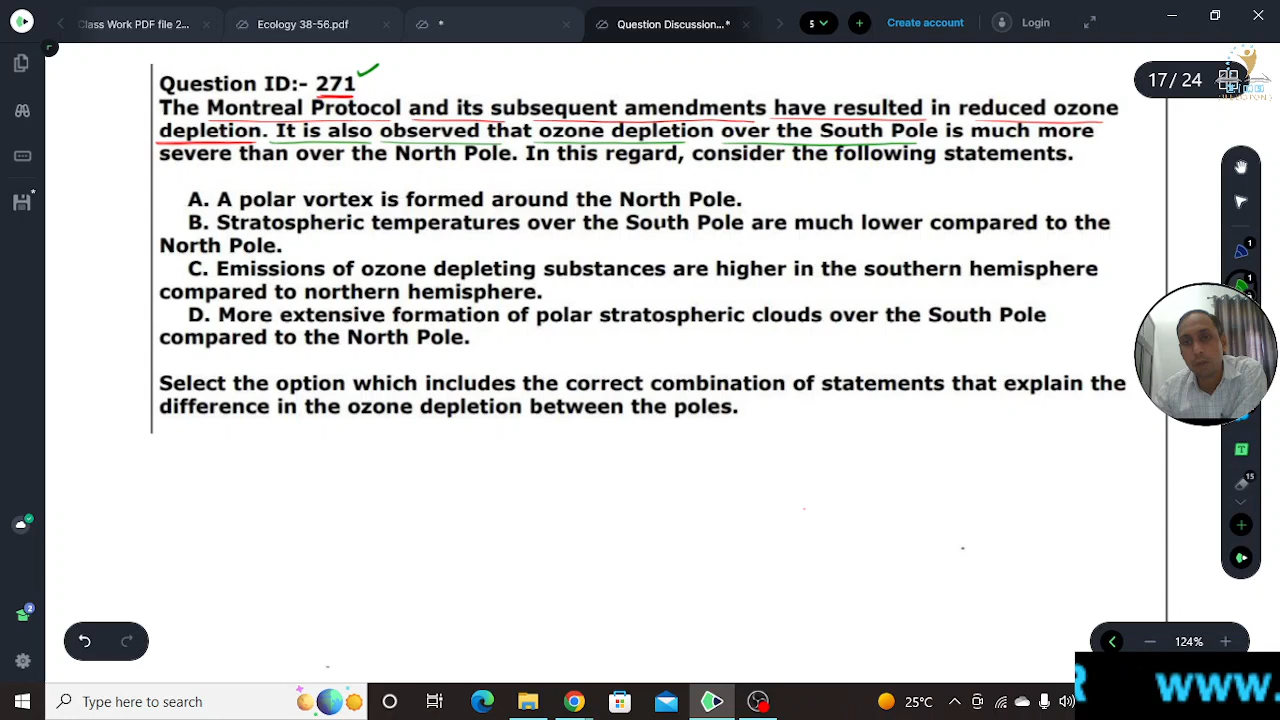 Class Work PDF file 2...
Ecology 38-56.pdf
*
Question Discussion...*
5
Create account
Login
Question ID:- 271
17 / 24
The Montreal Protocol and its subsequent amendments have resulted in reduced ozone
depletion. It is also observed that ozone depletion over the South Pole is much more
severe than over the North Pole. In this regard, consider the following statements.
A. A polar vortex is formed around the North Pole.
B. Stratospheric temperatures over the South Pole are much lower compared to the
North Pole.
C. Emissions of ozone depleting substances are higher in the southern hemisphere
compared to northern hemisphere.
D. More extensive formation of polar stratospheric clouds over the South Pole
compared to the North Pole.
Select the option which includes the correct combination of statements that explain the
difference in the ozone depletion between the poles.
1
1
T
15
2
124%
www.
Type here to search
25°C